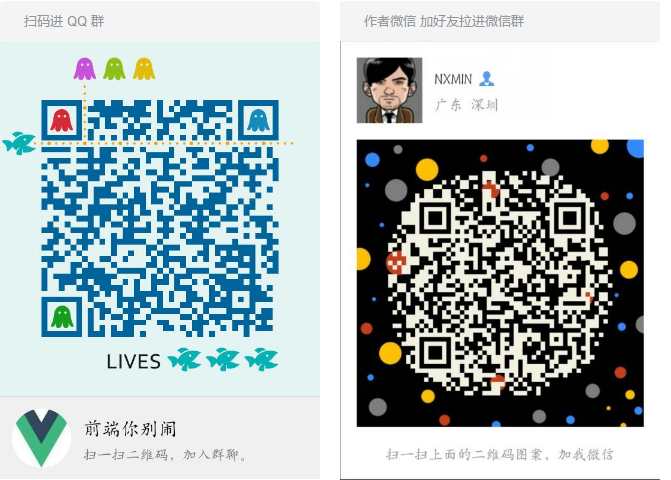 扫码进 QQ 群
LIVES
前端你别闹
扫一扫二维码，加入群聊。
作者微信 加好友拉进微信群
NXMIN
广东 深圳
扫一扫上面的二维码图案，加我微信